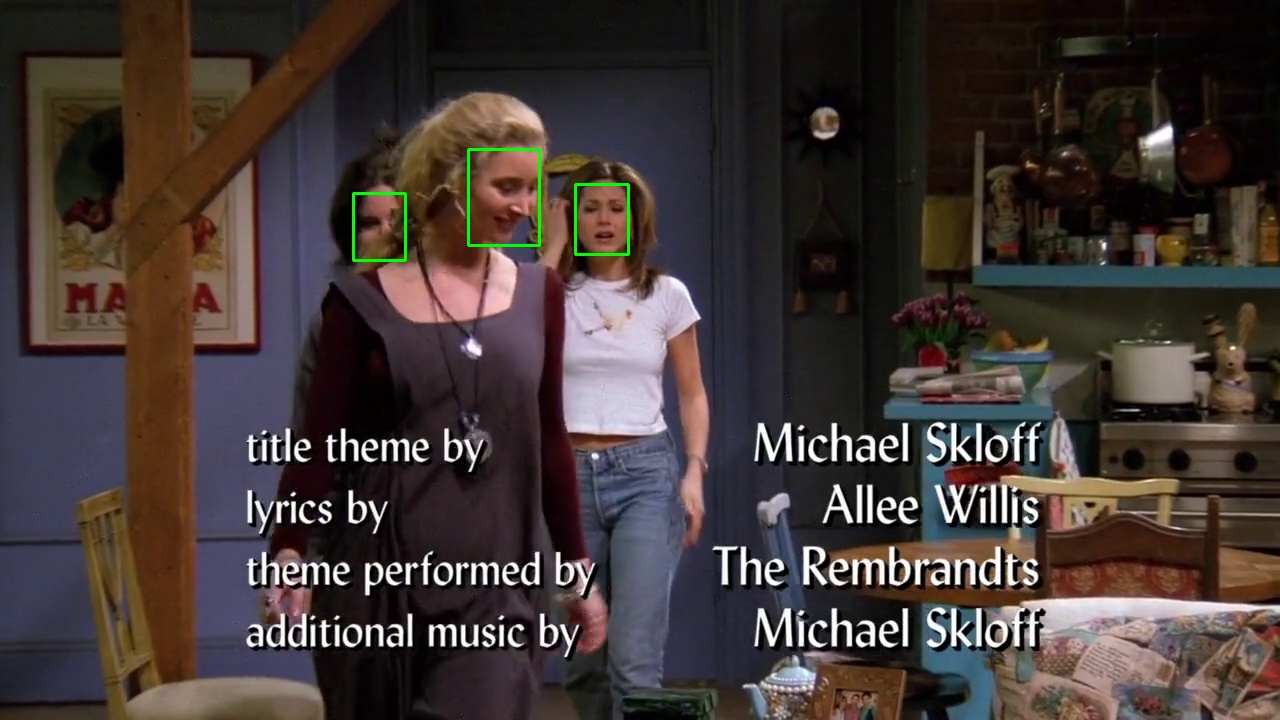 title theme by Michael Skloff
lyrics by Allee Willis
theme performed by The Rembrandts
additional music by Michael Skloff